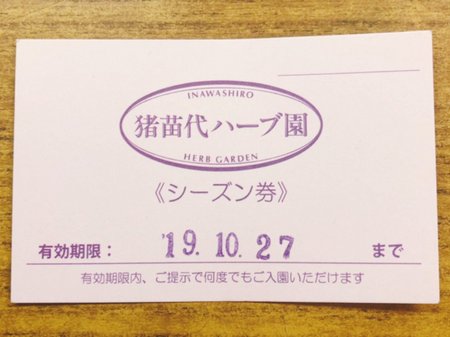 INAWASHIRO
猪苗代ハーブ園
HERB GARDEN
《シーズン券》
有効期限： '19. 10. 27 まで
有効期限内、ご提示で何度でもご入園いただけます